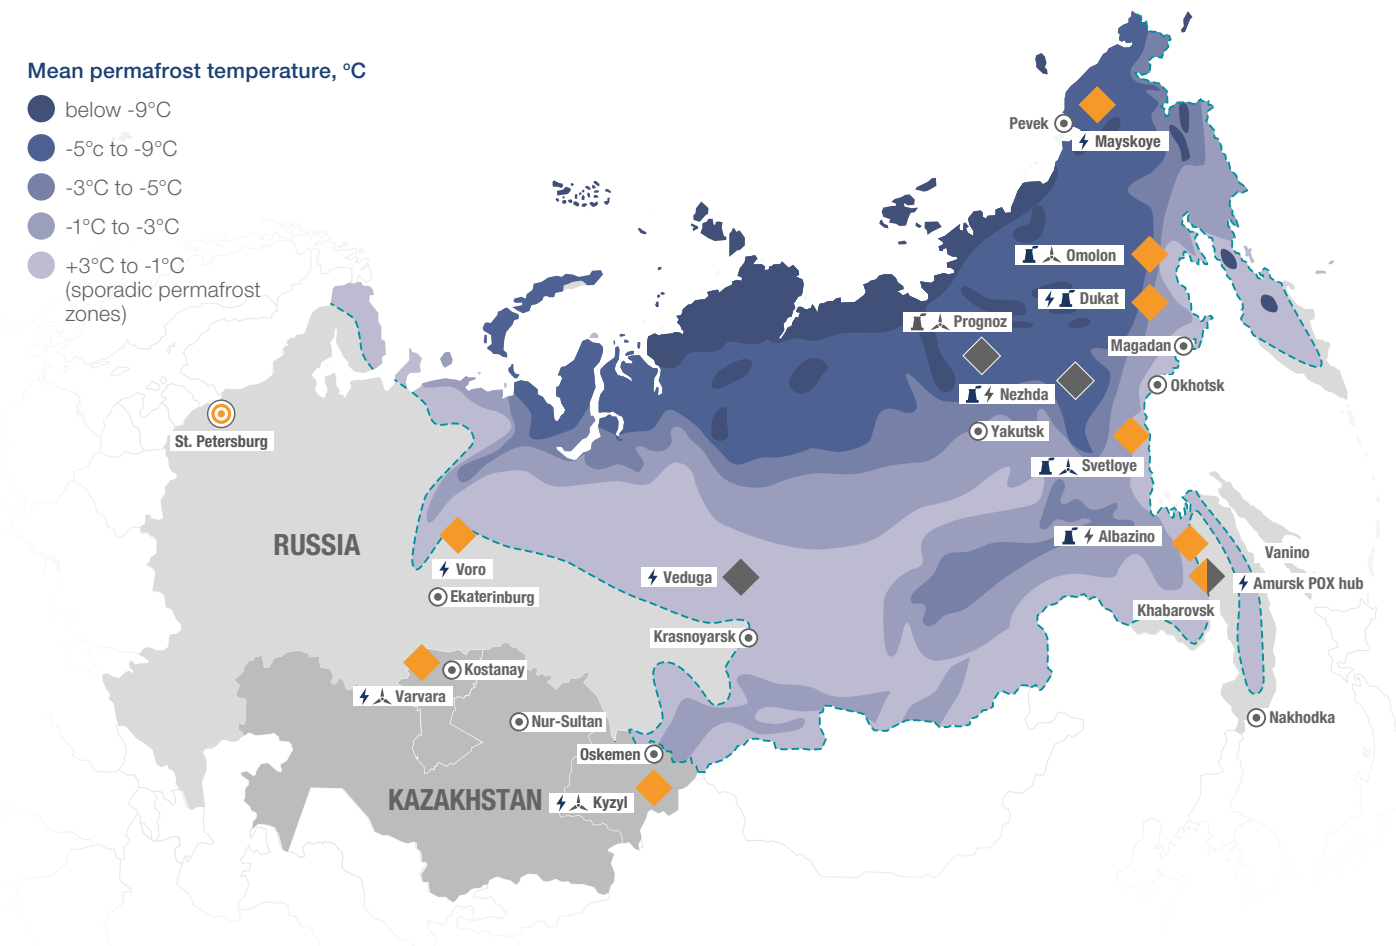 Mean permafrost temperature, °C
below -9°C
-5°c to -9°C
-3°C to -5°C
-1°C to -3°C
+3°C to -1°C
(sporadic permafrost
zones)
Pevek
Mayskoye
Omolon
Dukat
Prognoz
Magadan
Okhotsk
Nezhda
St. Petersburg
Yakutsk
Svetloye
RUSSIA
Albazino
Vanino
Voro
Veduga
Amursk POX hub
Ekaterinburg
Khabarovsk
Krasnoyarsk
Kostanay
Varvara
Nur-Sultan
Nakhodka
Oskemen
KAZAKHSTAN
Kyzyl